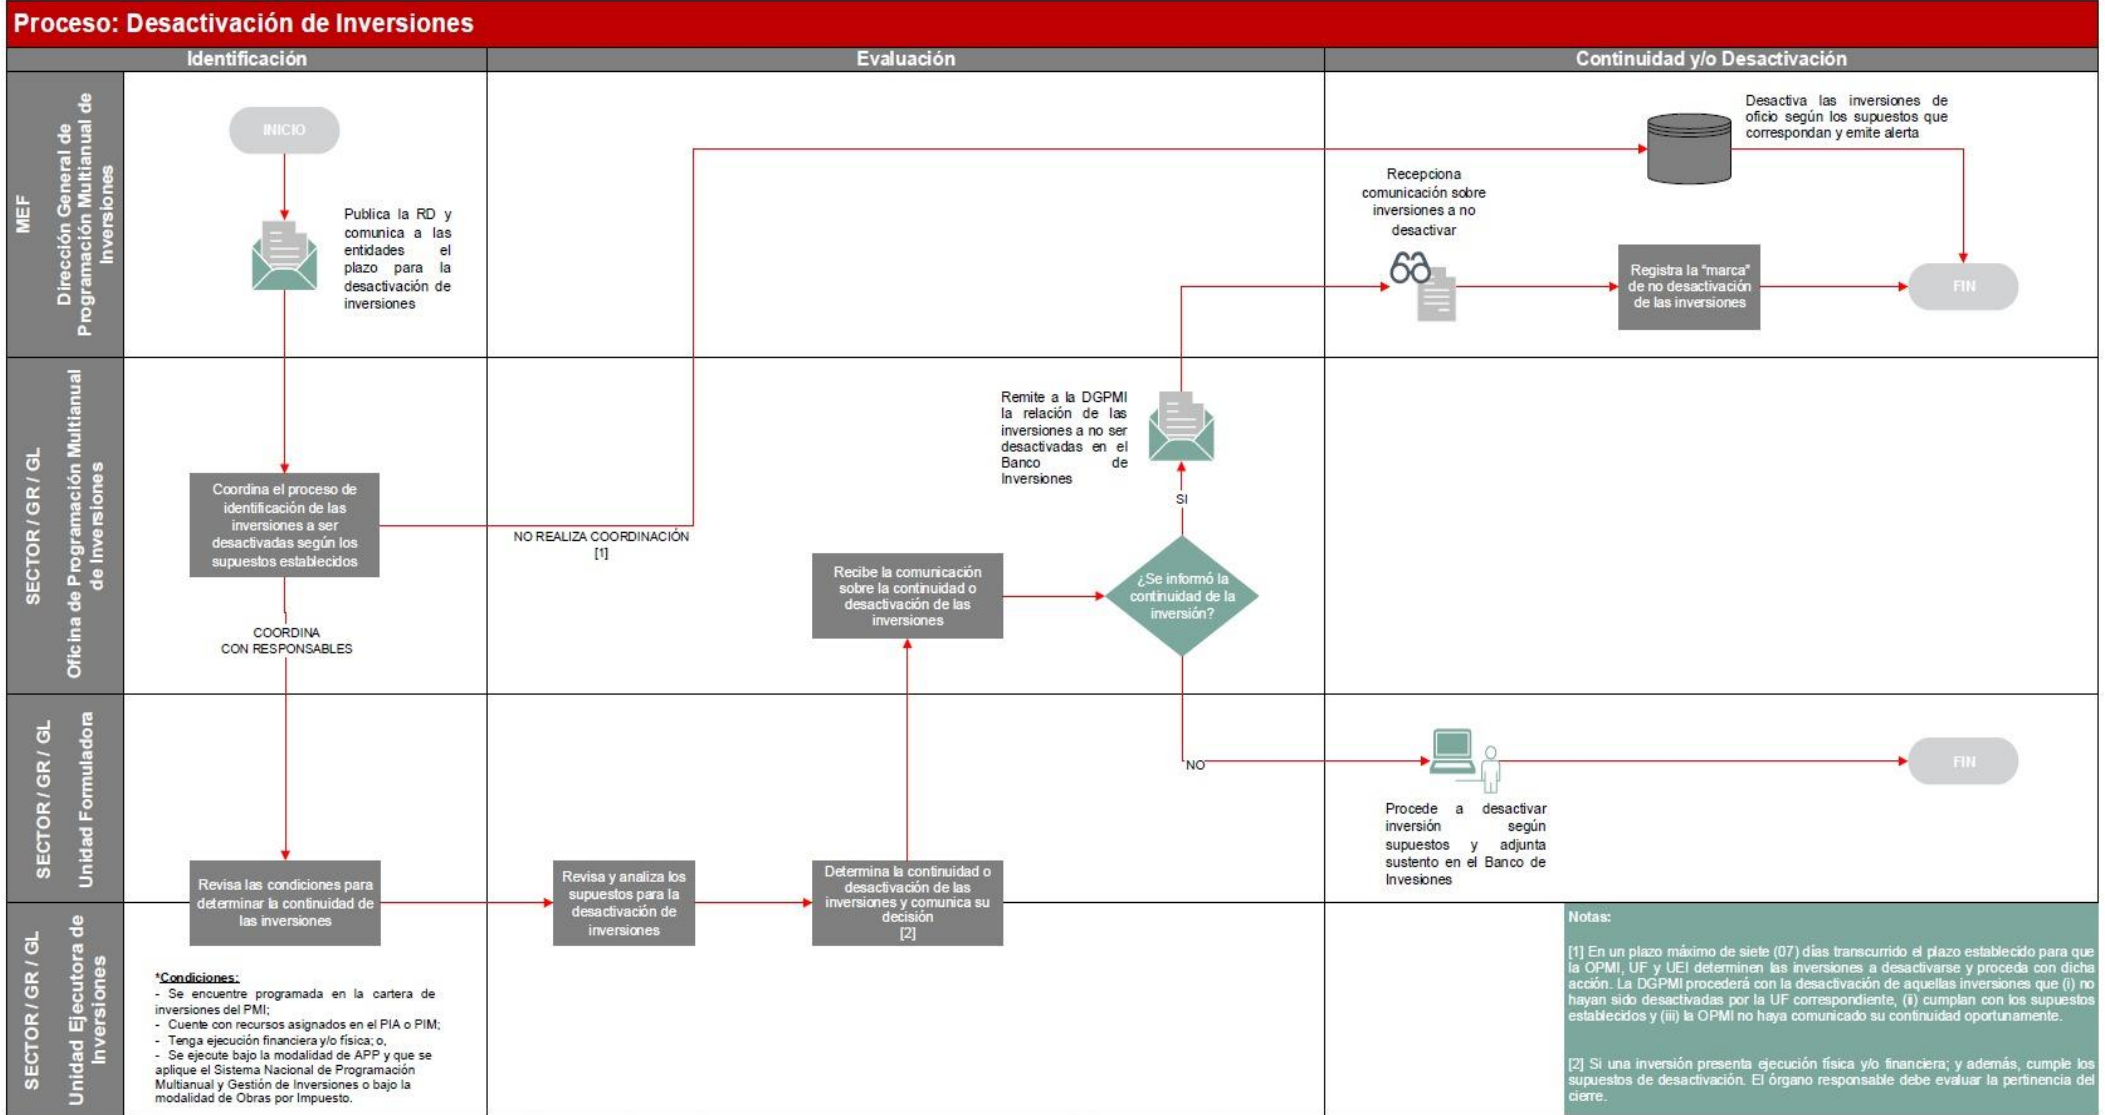 Proceso: Desactivación de Inversiones
Identificación
Evaluación
Continuidad y/o Desactivación
MEF
Dirección General de
Programación Multianual de
Inversiones
INICIO
Publica la RD y
comunica a las
entidades el
plazo para la
desactivación de
inversiones
Desactiva las inversiones de
oficio según los supuestos que
correspondan y emite alerta
Recepciona
comunicación sobre
inversiones a no
desactivar
Registra la "marca"
de no desactivación
de las inversiones
FIN
SECTOR / GR / GL
Oficina de Programación Multianual
de Inversiones
Coordina el proceso de
identificación de las
inversiones a ser
desactivadas según los
supuestos establecidos
NO REALIZA COORDINACIÓN
[1]
COORDINA
CON RESPONSABLES
Remite a la DGPMI
la relación de las
inversiones a no ser
desactivadas en el
Banco de
Inversiones
SI
Recibe la comunicación
sobre la continuidad o
desactivación de las
inversiones
¿Se informó la
continuidad de la
inversión?
SECTOR / GR / GL
Unidad Formuladora
NO
Procede a desactivar
inversión según
supuestos y adjunta
sustento en el Banco de
Invesiones
FIN
Revisa las condiciones para
determinar la continuidad de
las inversiones
Revisa y analiza los
supuestos para la
desactivación de
inversiones
Determina la continuidad o
desactivación de las
inversiones y comunica su
decisión
[2]
SECTOR / GR / GL
Unidad Ejecutora de
Inversiones
*Condiciones:
- Se encuentre programada en la cartera de
inversiones del PMI;
- Cuente con recursos asignados en el PIA o PIM;
- Tenga ejecución financiera y/o física; o,
- Se ejecute bajo la modalidad de APP y que se
aplique el Sistema Nacional de Programación
Multianual y Gestión de Inversiones o bajo la
modalidad de Obras por Impuesto.
Notas:
[1] En un plazo máximo de siete (07) días transcurrido el plazo establecido para que
la OPMI, UF y UEI determinen las inversiones a desactivarse y proceda con dicha
acción. La DGPMI procederá con la desactivación de aquellas inversiones que (i) no
hayan sido desactivadas por la UF correspondiente, (ii) cumplan con los supuestos
establecidos y (iii) la OPMI no haya comunicado su continuidad oportunamente.
[2] Si una inversión presenta ejecución física y/o financiera; y además, cumple los
supuestos de desactivación. El órgano responsable debe evaluar la pertinencia del
cierre.